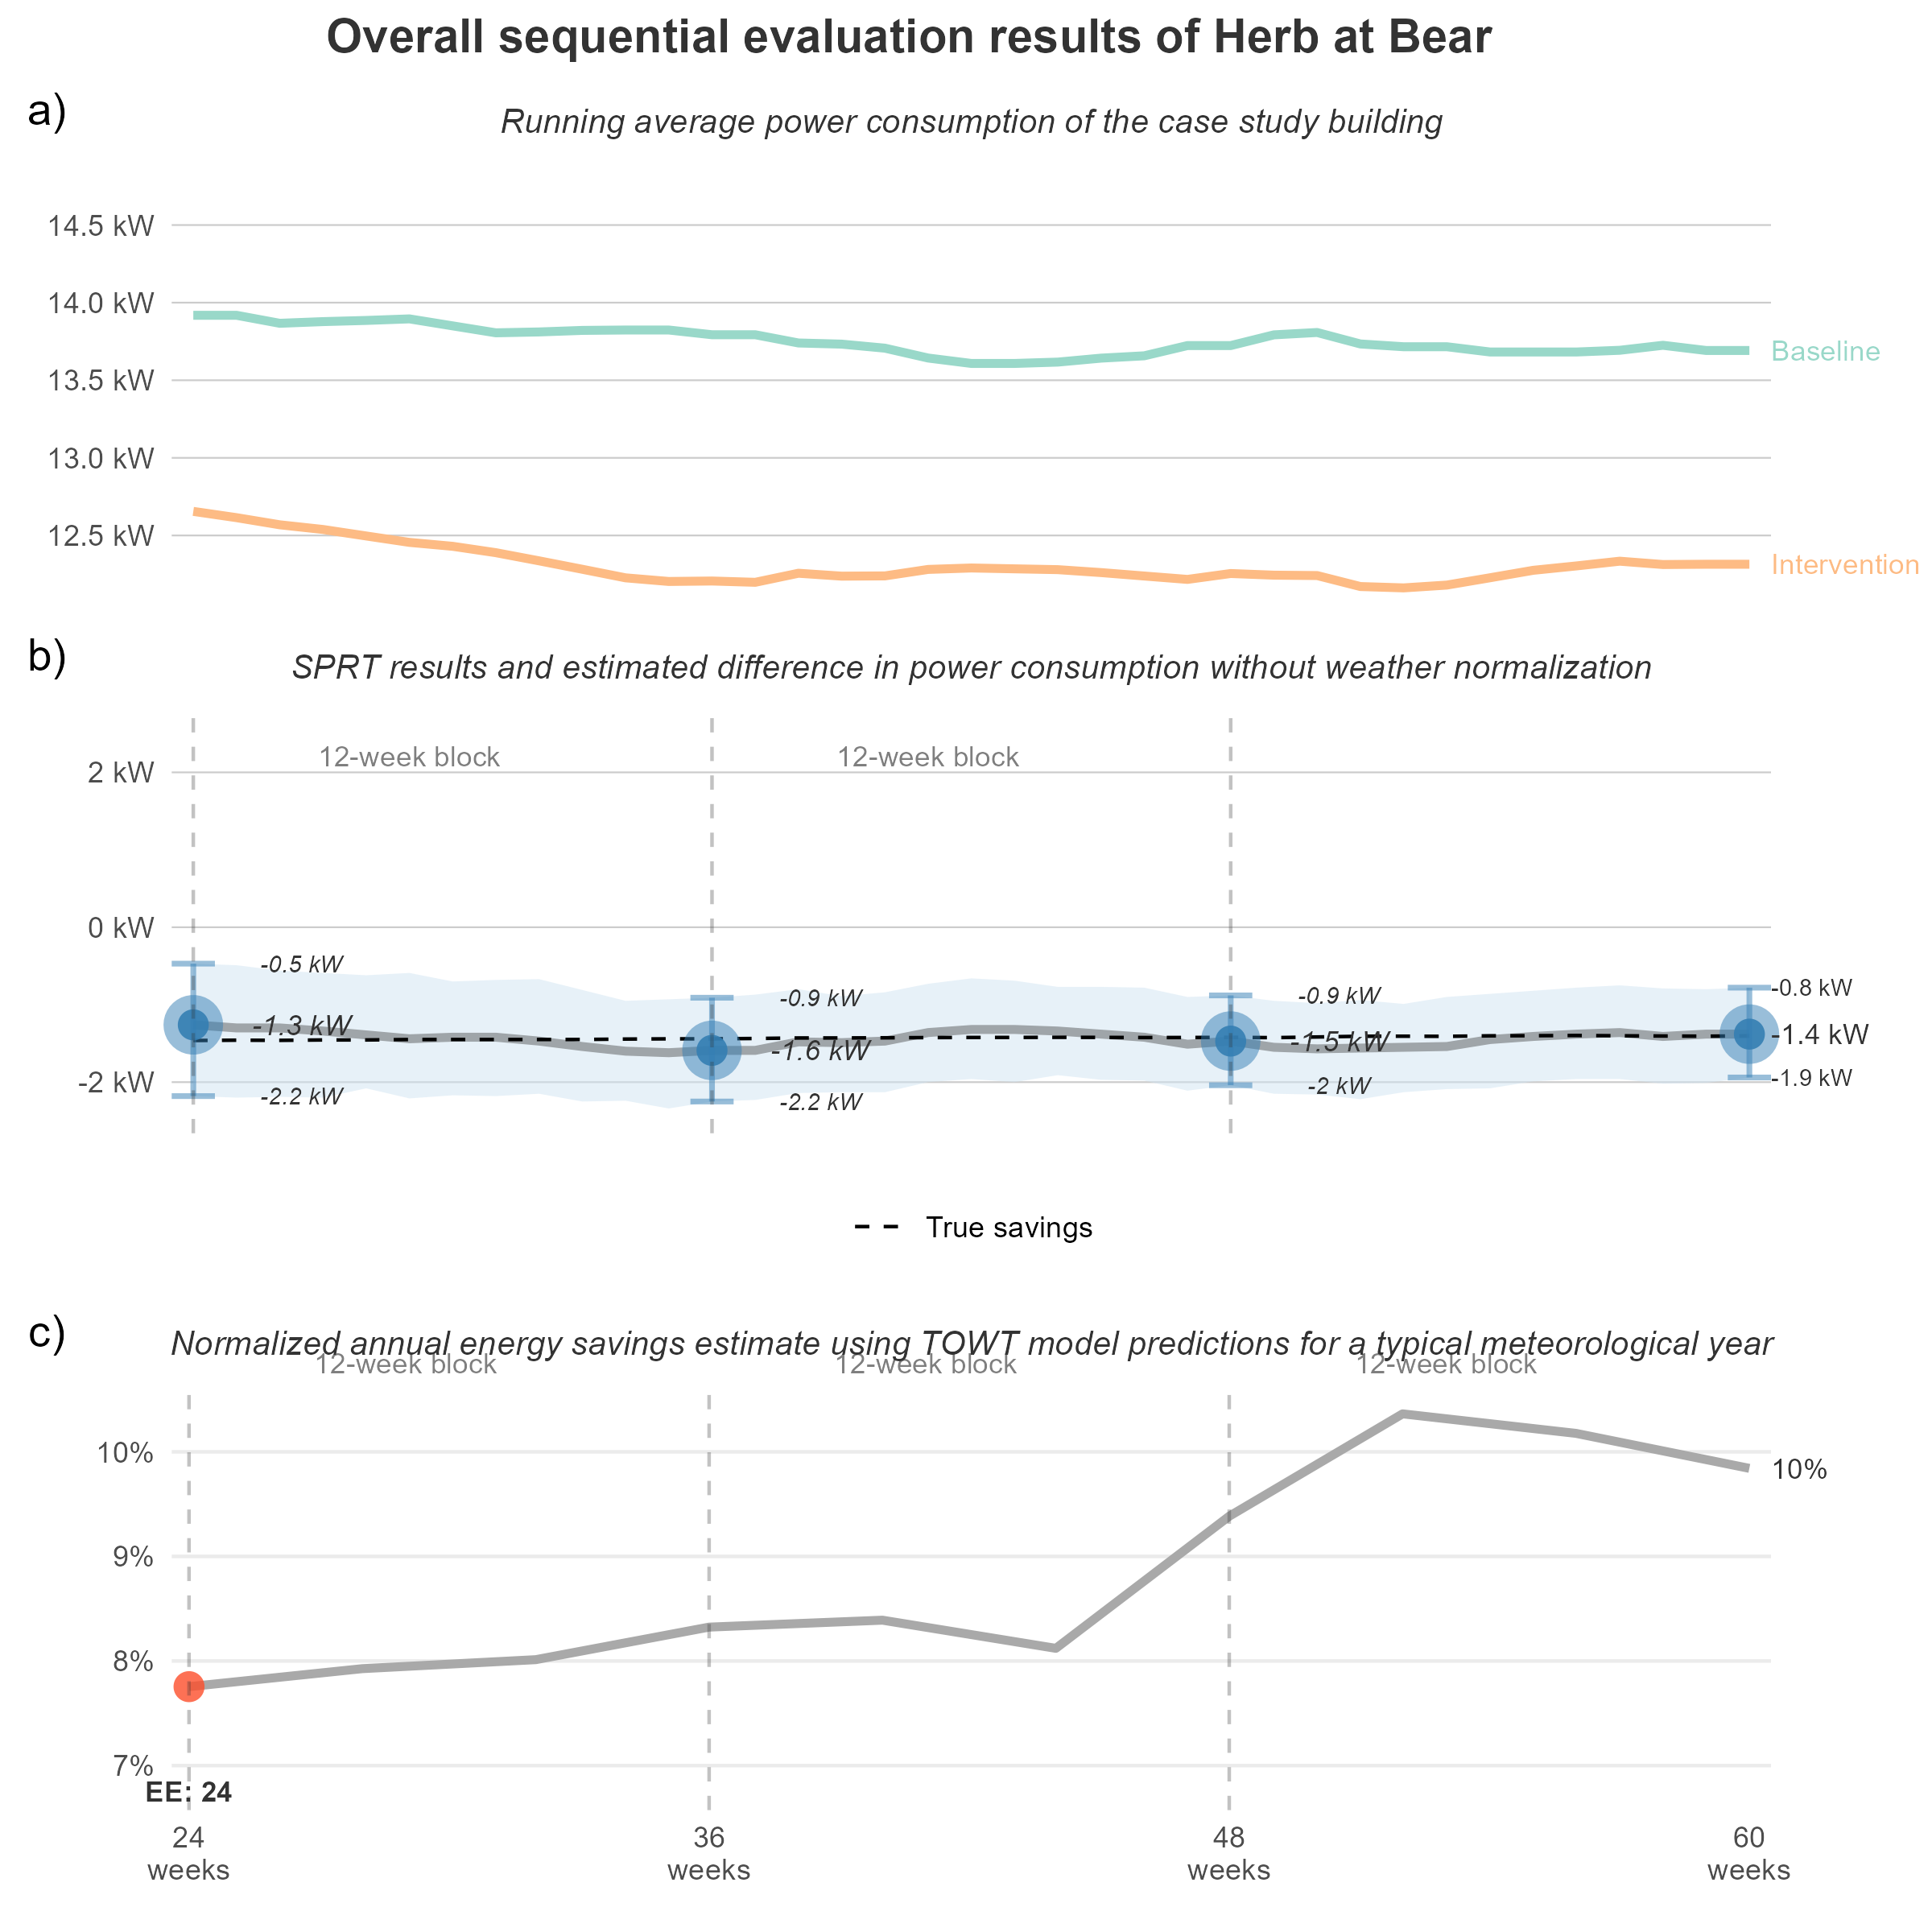 Overall sequential evaluation results of Herb at Bear
a)
Running average power consumption of the case study building
14.5 kW
14.0 kW
13.5 kW
Baseline
13.0 kW
12.5 kW
Intervention
b)
SPRT results and estimated difference in power consumption without weather normalization
12-week block
12-week block
2 kW
0 kW
-2 kW
-0.5 kW
-0.9 kW
-0.9 kW
-0.8 kW
-1.3 kW
-1.6 kW
-1.5 kW
-1.4 kW
-2.2 kW
-2.2 kW
-2 kW
-1.9 kW
True savings
c)
Normalized annual energy savings estimate using TOWT model predictions for a typical meteorological year
12-week block
12-week block
12-week block
10%
10%
9%
8%
7%
EE: 24
24
weeks
36
weeks
48
weeks
60
weeks